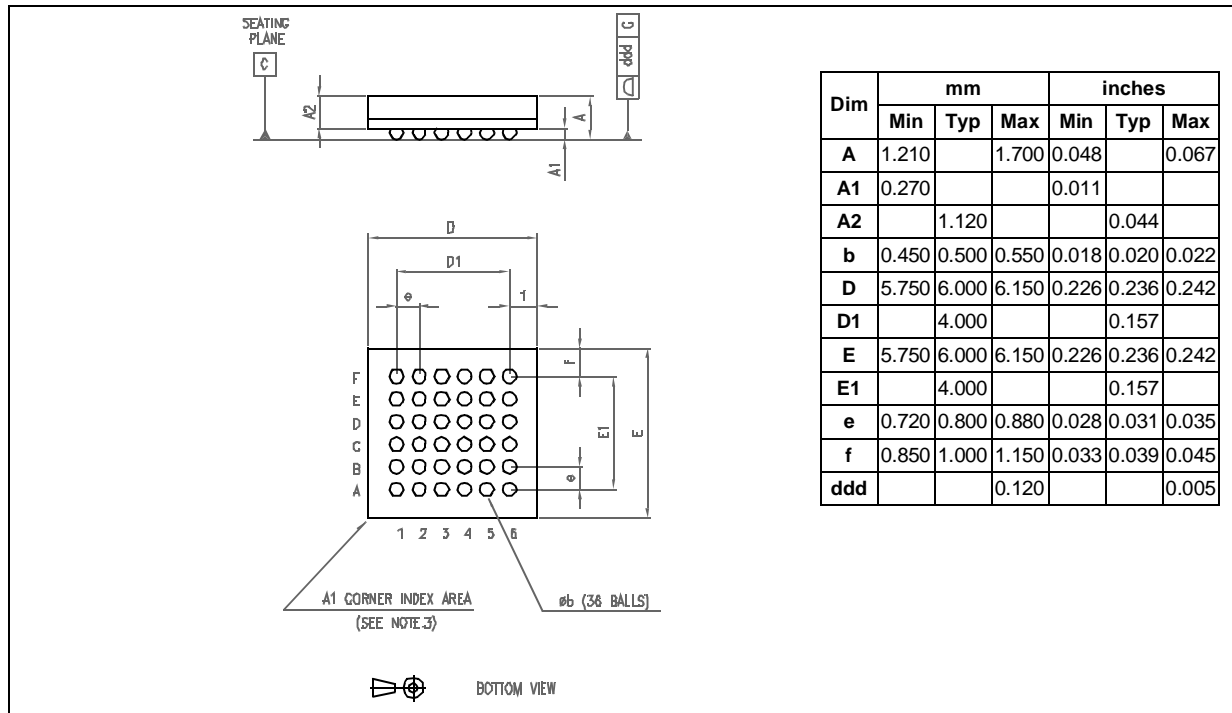 SEATING
PLANE
C
A2
A
A1
ddd G
D
D1
e
f
f
E1
E
e
F
E
D
C
B
A
1 2 3 4 5 6
A1 CORNER INDEX AREA
(SEE NOTE.3)
øb (36 BALLS)
BOTTOM VIEW
Dim mm inches
Min Typ Max Min Typ Max
A 1.210 1.700 0.048 0.067
A1 0.270 0.011
A2 1.120 0.044
b 0.450 0.500 0.550 0.018 0.020 0.022
D 5.750 6.000 6.150 0.226 0.236 0.242
D1 4.000 0.157
E 5.750 6.000 6.150 0.226 0.236 0.242
E1 4.000 0.157
e 0.720 0.800 0.880 0.028 0.031 0.035
f 0.850 1.000 1.150 0.033 0.039 0.045
ddd 0.120 0.005